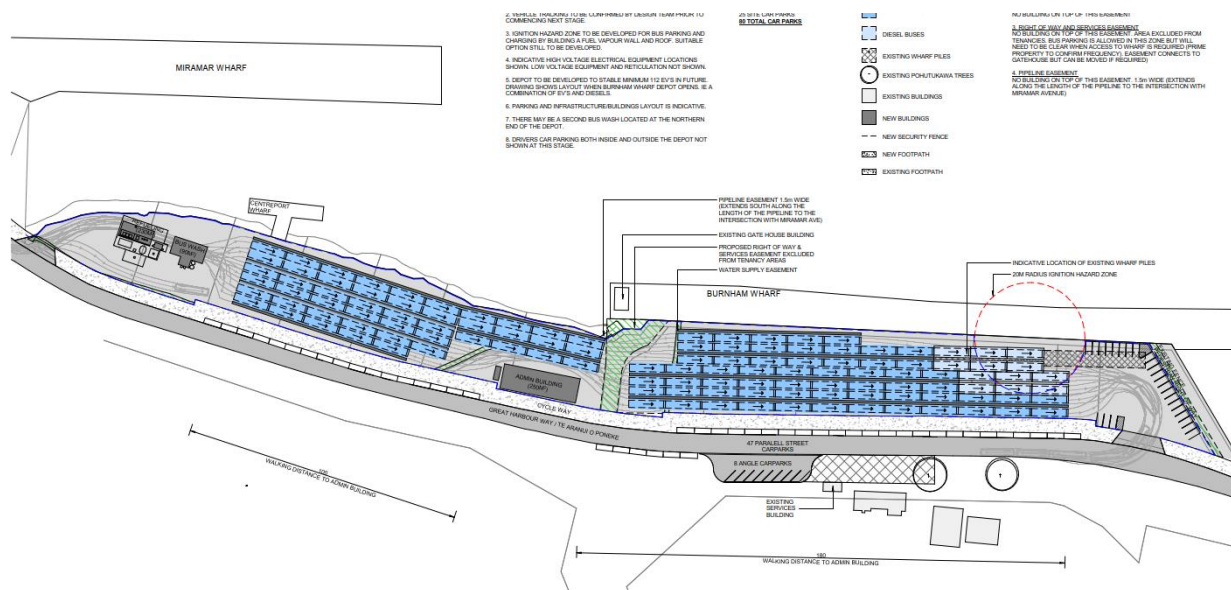 2. VEHICLE TRACKING TO BE CONFIRMED BY DESIGN TEAM PRIOR TO
COMMENCING NEXT STAGE.
3. IGNITION HAZARD ZONE TO BE DEVELOPED FOR BUS PARKING AND
CHARGING BY BUILDING A FUEL VAPOUR WALL AND ROOF. SUITABLE
OPTION STILL TO BE DEVELOPED.
4. INDICATIVE HIGH VOLTAGE ELECTRICAL EQUIPMENT LOCATIONS
SHOWN. LOW VOLTAGE EQUIPMENT AND RETICULATION NOT SHOWN.
5. DEPOT TO BE DEVELOPED TO STABLE MINIMUM 112 EV'S IN FUTURE.
DRAWING SHOWS LAYOUT WHEN BURNHAM WHARF DEPOT OPENS. IE A
COMBINATION OF EV'S AND DIESELS.
6. PARKING AND INFRASTRUCTURE/BUILDINGS LAYOUT IS INDICATIVE.
7. THERE MAY BE A SECOND BUS WASH LOCATED AT THE NORTHERN
END OF THE DEPOT.
8. DRIVERS CAR PARKING BOTH INSIDE AND OUTSIDE THE DEPOT NOT
SHOWN AT THIS STAGE.
25 SITE CAR PARKS
80 TOTAL CAR PARKS
DIESEL BUSES
EXISTING WHARF PILES
EXISTING POHUTUKAWA TREES
EXISTING BUILDINGS
NEW BUILDINGS
NEW SECURITY FENCE
NEW FOOTPATH
EXISTING FOOTPATH
NO BUILDING ON TOP OF THIS EASEMENT
3. RIGHT OF WAY AND SERVICES EASEMENT
NO BUILDING ON TOP OF THIS EASEMENT. AREA EXCLUDED FROM
TENANCIES. BUS PARKING IS ALLOWED IN THIS ZONE BUT WILL
NEED TO BE CLEAR WHEN ACCESS TO WHARF IS REQUIRED (PRIME
PROPERTY TO CONFIRM FREQUENCY). EASEMENT CONNECTS TO
GATEHOUSE BUT CAN BE MOVED IF REQUIRED)
4. PIPELINE EASEMENT
NO BUILDING ON TOP OF THIS EASEMENT. 1.5m WIDE (EXTENDS
ALONG THE LENGTH OF THE PIPELINE TO THE INTERSECTION WITH
MIRAMAR AVENUE)
MIRAMAR WHARF
CENTREPORT
WHARF
BUS WASH
PIPELINE EASEMENT 1.5m WIDE
(EXTENDS SOUTH ALONG THE
LENGTH OF THE PIPELINE TO THE
INTERSECTION WITH MIRAMAR AVE)
EXISTING GATE HOUSE BUILDING
PROPOSED RIGHT OF WAY &
SERVICES EASEMENT EXCLUDED
FROM TENANCY AREAS
WATER SUPPLY EASEMENT
BURNHAM WHARF
INDICATIVE LOCATION OF EXISTING WHARF PILES
20M RADIUS IGNITION HAZARD ZONE
ADMIN BUILDING
CYCLE WAY
GREAT HARBOUR WAY / TE ARANUI O PONEKE
47 PARALELL STREET
CARPARKS
8 ANGLE CARPARKS
EXISTING
SERVICES
BUILDING
WALKING DISTANCE TO ADMIN BUILDING
WALKING DISTANCE TO ADMIN BUILDING